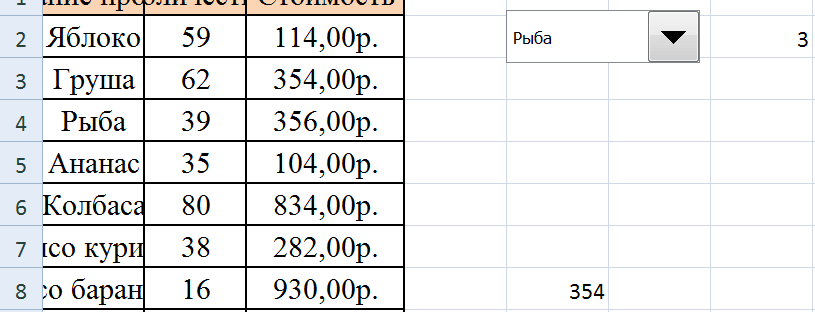 1 Стоимость
2 Яблоко 59 114,00р. Рыба 3
3 Груша 62 354,00р.
4 Рыба 39 356,00р.
5 Ананас 35 104,00р.
6 Колбаса 80 834,00р.
7 ясо кури 38 282,00р.
8 со баран 16 930,00р. 354